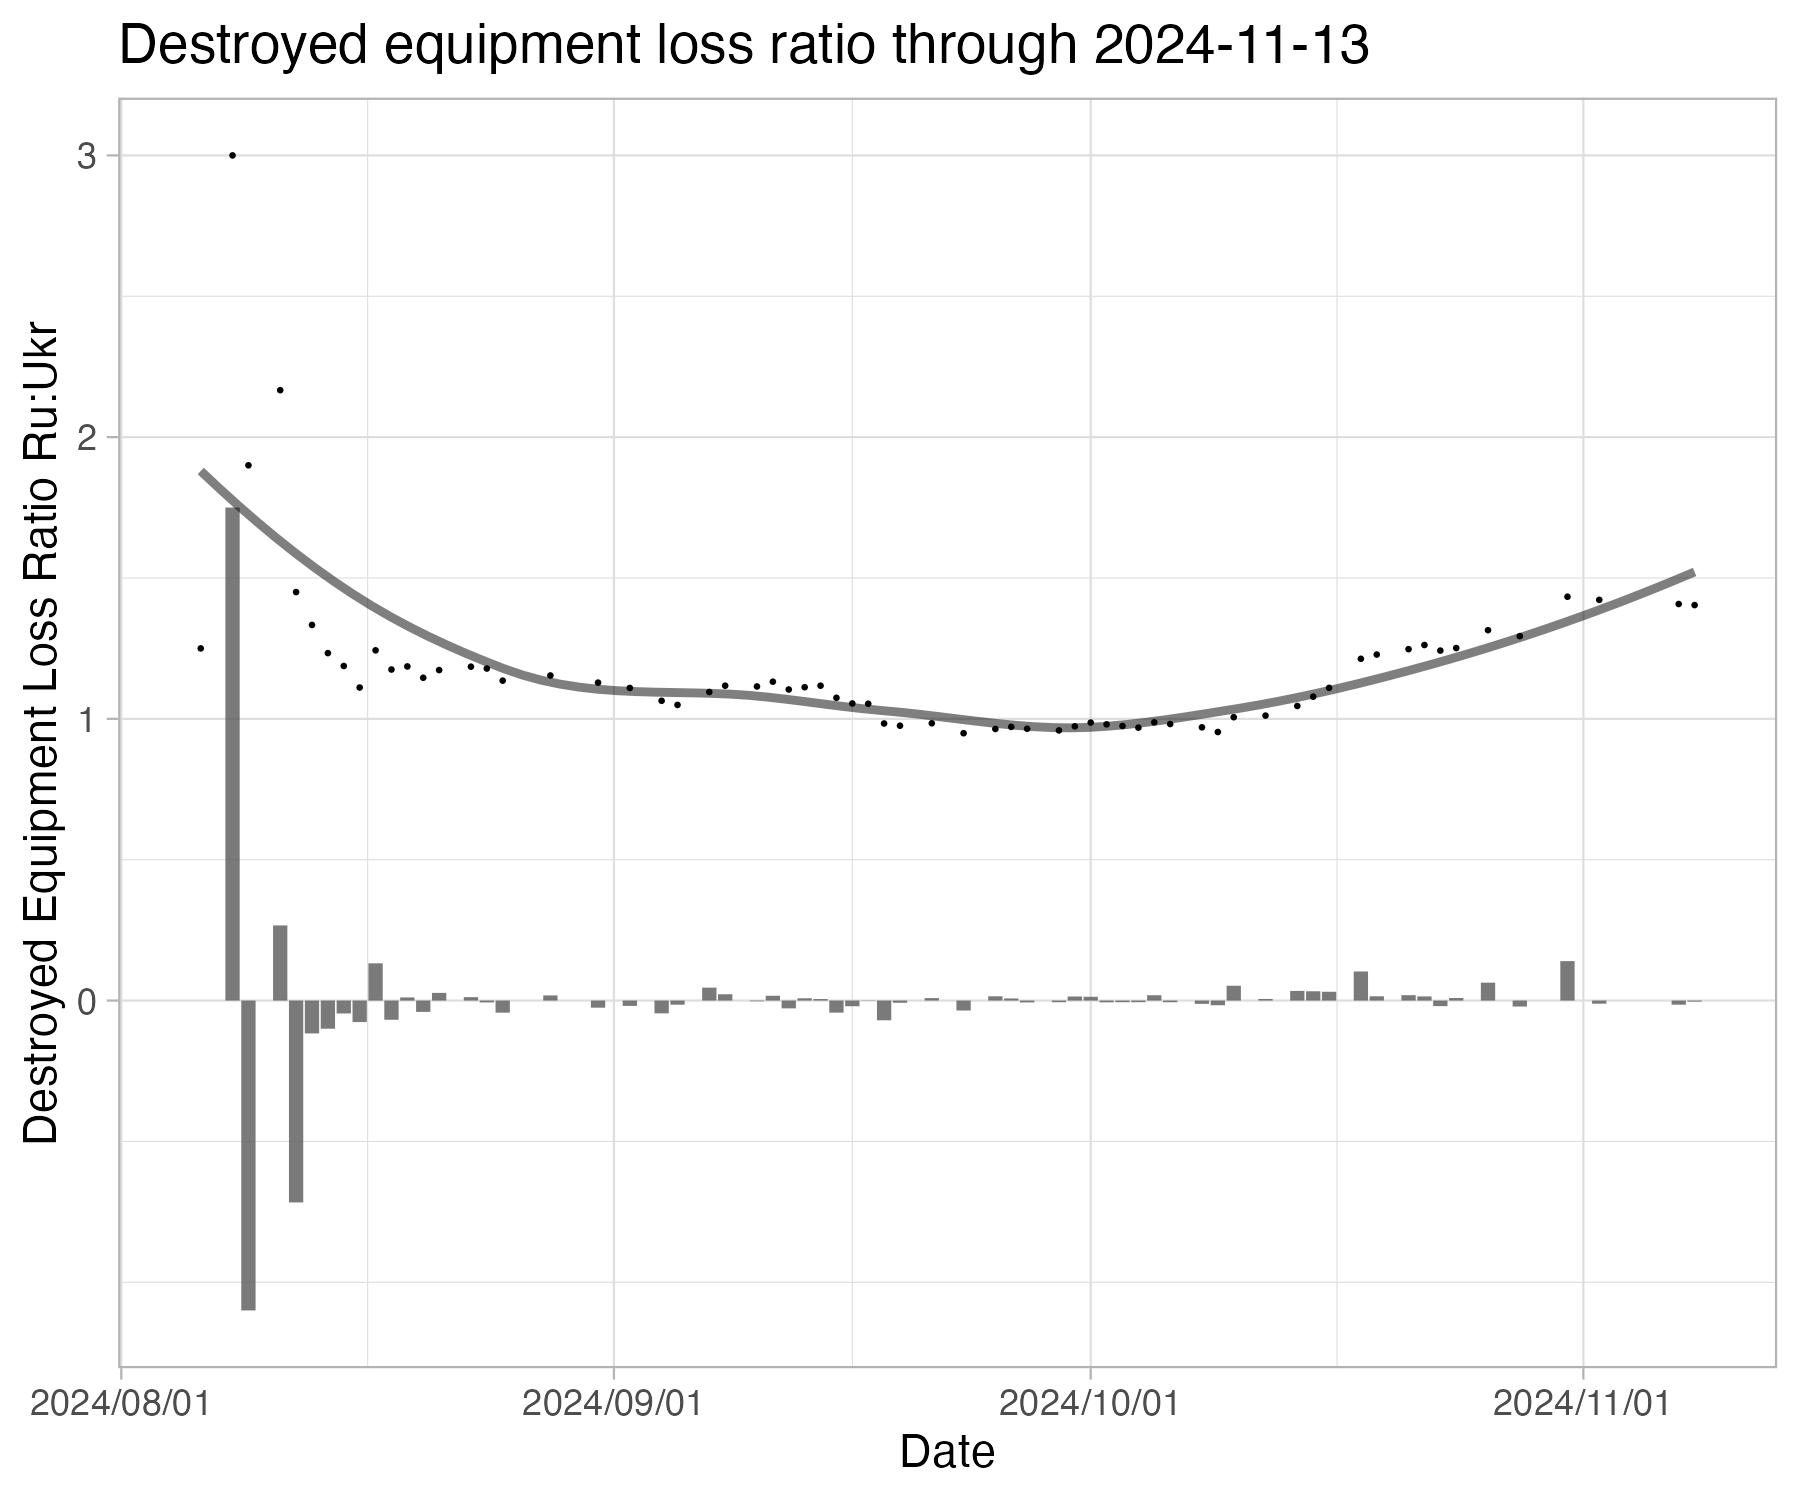 Destroyed equipment loss ratio through 2024-11-13
Destroyed Equipment Loss Ratio Ru:Ukr
3
2
1
0
2024/08/01
2024/09/01
2024/10/01
2024/11/01
Date